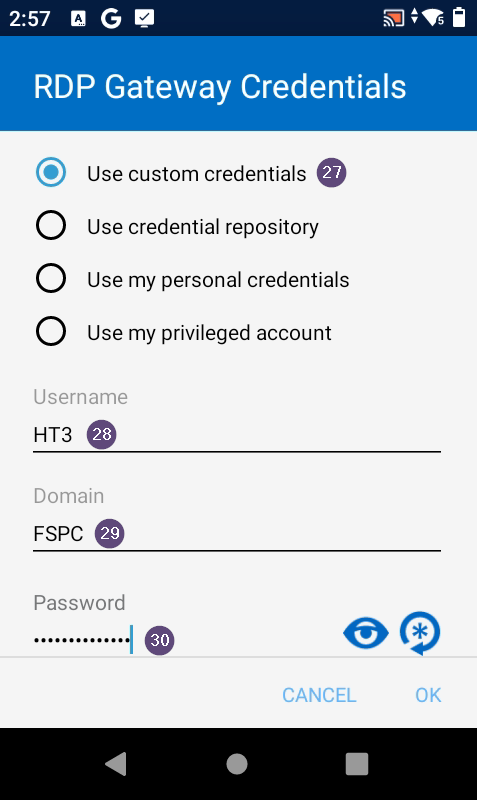 2:57
A G 5
RDP Gateway Credentials
Use custom credentials 27
Use credential repository
Use my personal credentials
Use my privileged account
Username
HT3 28
Domain
FSPC 29
Password
•••••••••••••• 30
CANCEL OK